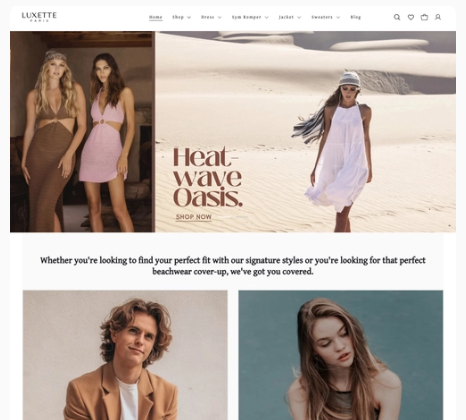 LUXETTE
PARIS
Home Shop Dress Gym Romper Jacket Sweaters Blog
Heat-
wave
Oasis.
SHOP NOW
Whether you're looking to find your perfect fit with our signature styles or you're looking for that perfect
beachwear cover-up, we've got you covered.